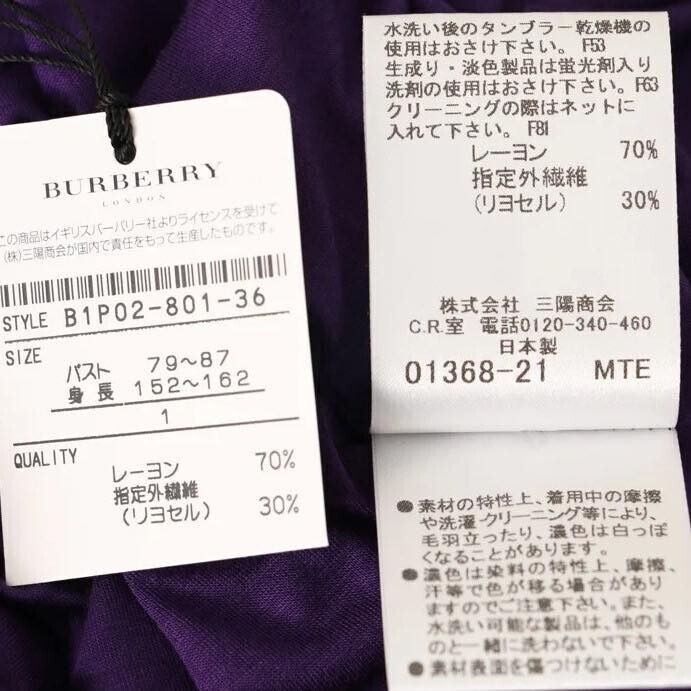 BURBERRY
LONDON
この商品はイギリスバーバリー社よりライセンスを受けて
(株)三陽商会が国内で責任をもって生産したものです。
STYLE B1P02-801-36
SIZE
バスト 79~87
身長 152~162
1
QUALITY
レーヨン 70%
指定外繊維
(リヨセル) 30%
水洗い後のタンブラー乾燥機の
使用はおさけ下さい。 F53
生成り・淡色製品は蛍光剤入り
洗剤の使用はおさけ下さい。 F63
クリーニングの際はネットに
入れて下さい。 F81
レーヨン 70%
指定外繊維
(リヨセル) 30%
株式会社 三陽商会
C.R.室 電話0120-340-460
日本製
01368-21 MTE
●素材の特性上、着用中の摩擦
や洗濯・クリーニング等により、
毛羽立ったり、濃色は白っぽ
くなることがあります。
●濃色は染料の特性上、摩擦、
汗等で色が移る場合がありま
ますのでご注意下さい。また、
水洗い可能な製品は、他のもの
と一緒に洗わないで下さい。
●素材表面を傷つけないために